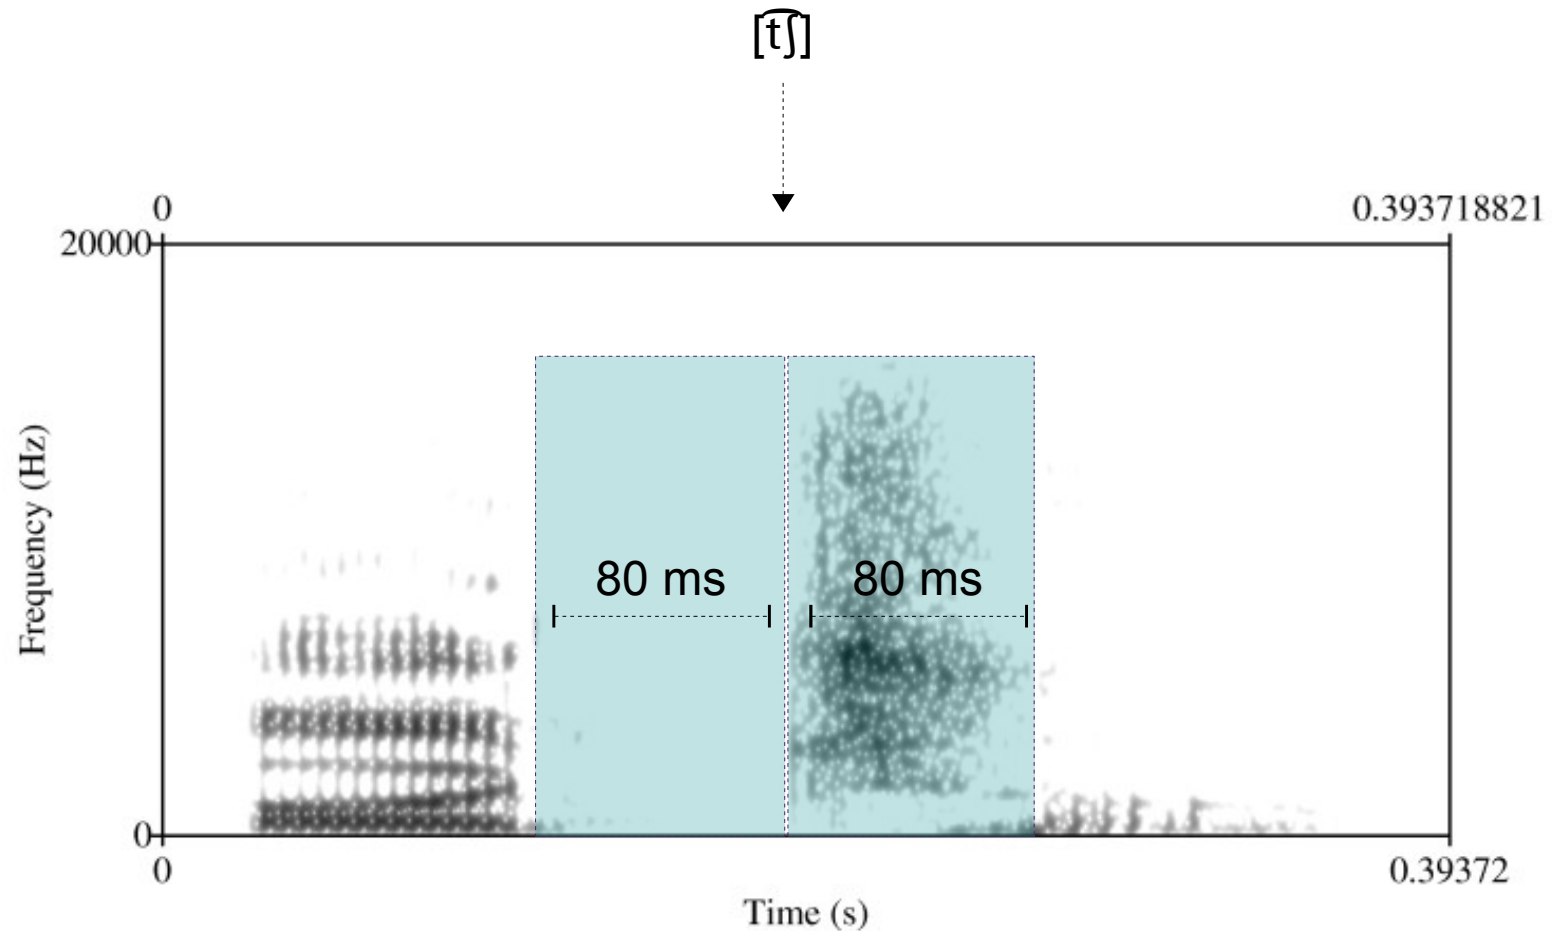 [t͡ʃ]
0 0.393718821
20000
Frequency (Hz)
80 ms 80 ms
0
0 0.39372
Time (s)